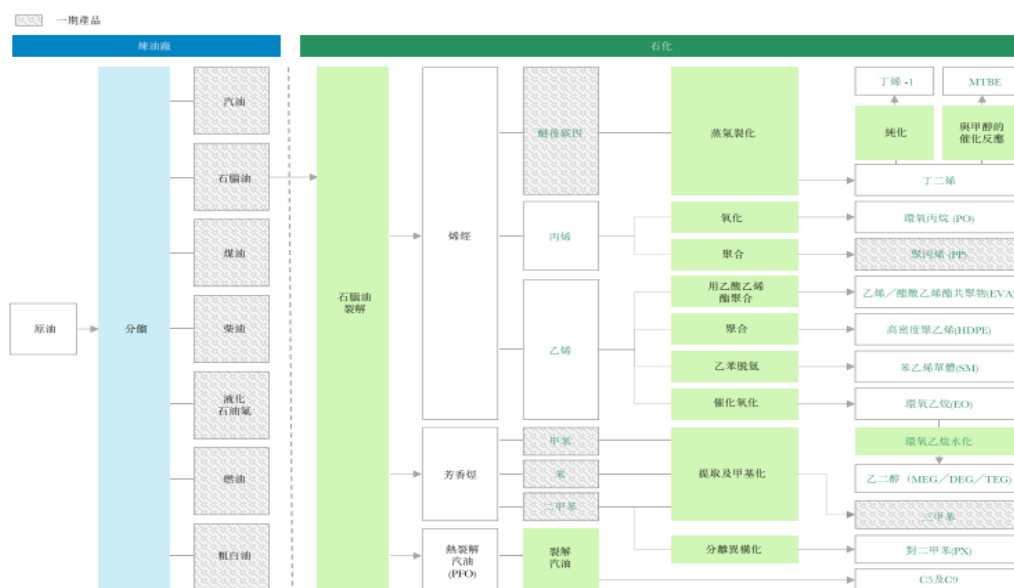 一期產品
煉油廠
石化
原油
分餾
汽油
石腦油
煤油
柴油
液化
石油氣
燃油
粗白油
石腦油
裂解
烯烴
芳香烴
熱裂解
汽油
(PFO)
醚後碳四
丙烯
乙烯
甲苯
苯
二甲苯
裂解
汽油
蒸氣裂化
氧化
聚合
用乙酸乙烯
酯聚合
聚合
乙苯脫氫
催化氧化
提取及甲基化
分離異構化
丁烯 -1
MTBE
純化
與甲醇的
催化反應
丁二烯
環氧丙烷 (PO)
聚丙烯 (PP)
乙烯／醋酸乙烯酯共聚物(EVA)
高密度聚乙烯(HDPE)
苯乙烯單體(SM)
環氧乙烷(EO)
環氧乙烷水化
乙二醇（MEG／DEG／TEG）
三甲苯
對二甲苯(PX)
C5及C9